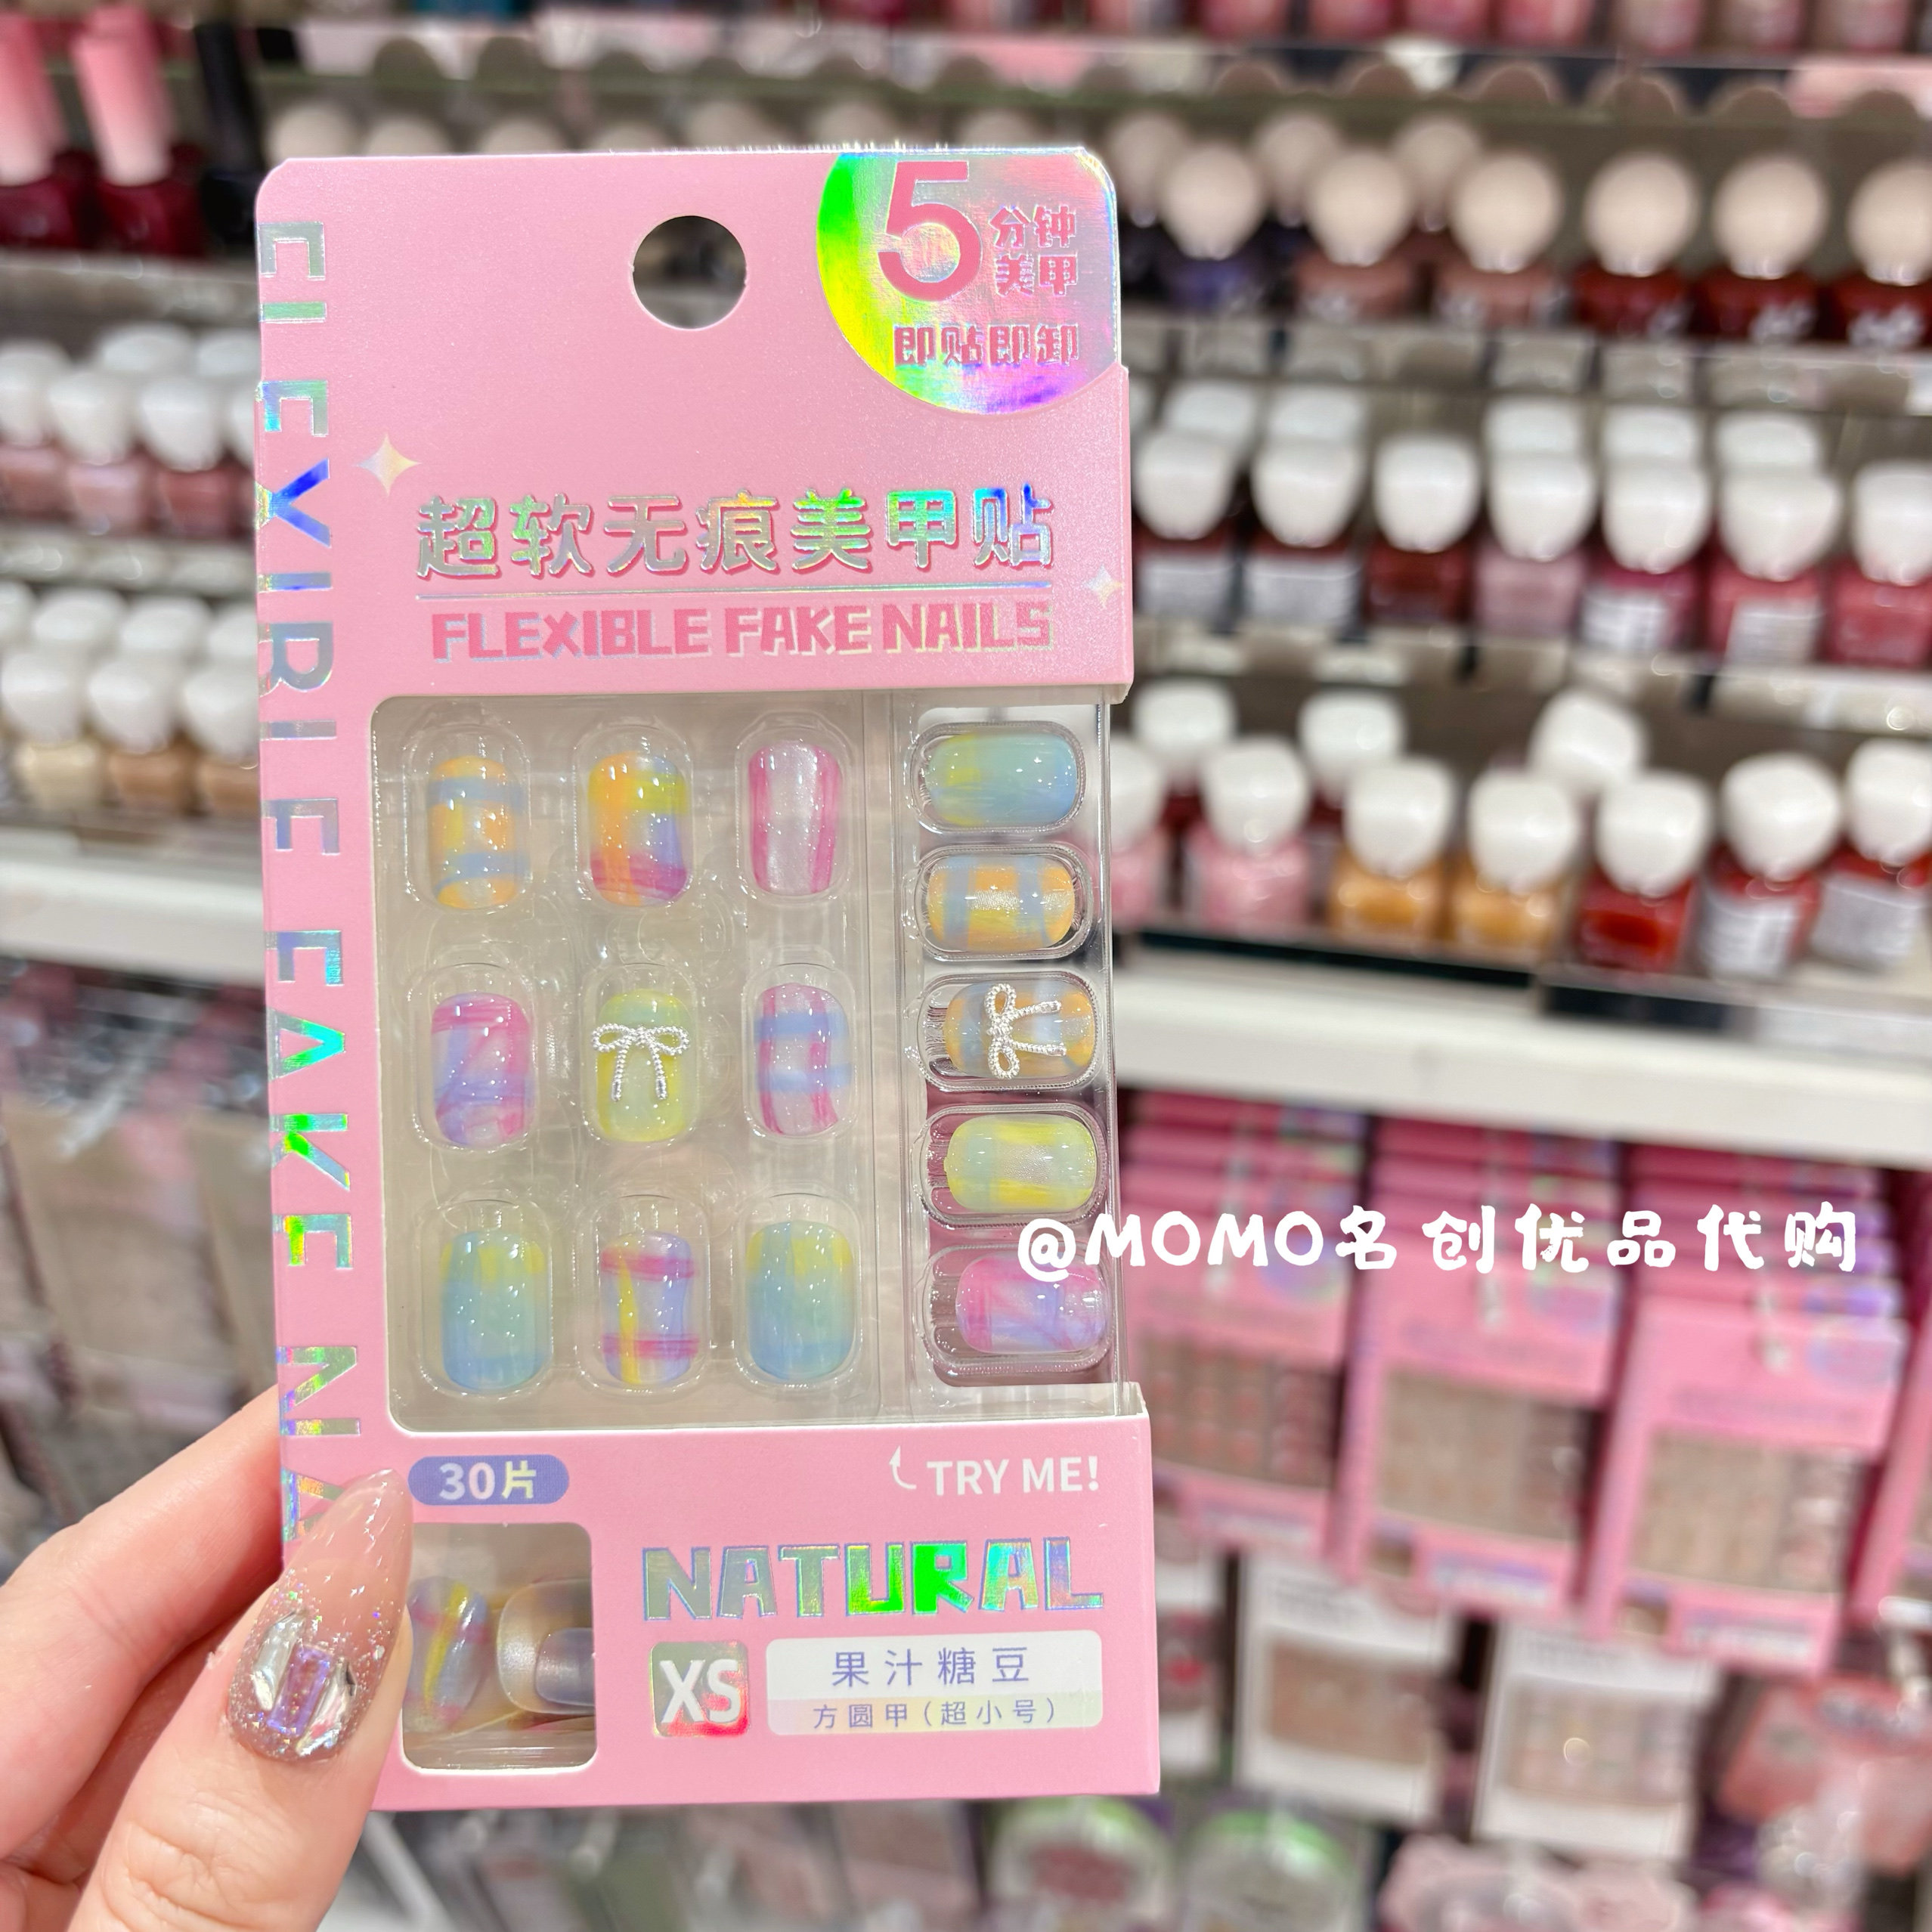 5 分钟
美甲
即贴即卸
超软无痕美甲贴
FLEXIBLE FAKE NAILS
FLEXIBLE FAKE NA
@MOMO名创优品代购
30片
TRY ME!
NATURAL
XS
果汁糖豆
方圆甲(超小号)